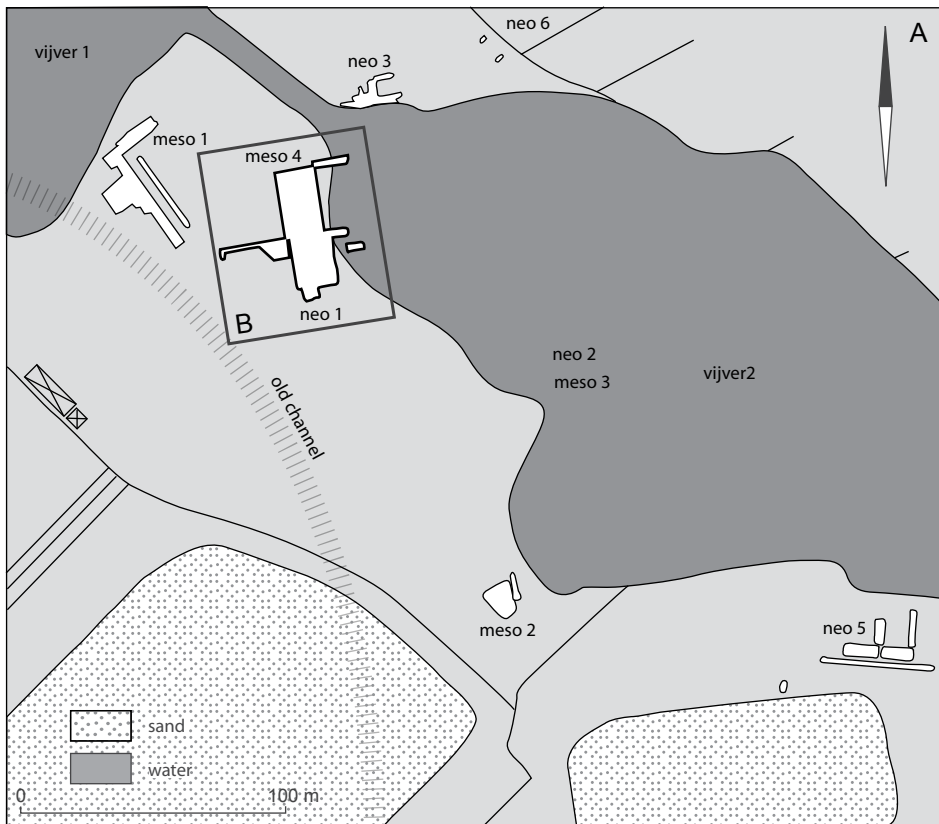 neo 6
A
vijver 1
neo 3
meso 1
meso 4
neo 1
B
neo 2
meso 3
vijver2
old channel
meso 2
neo 5
sand
water
0
100 m